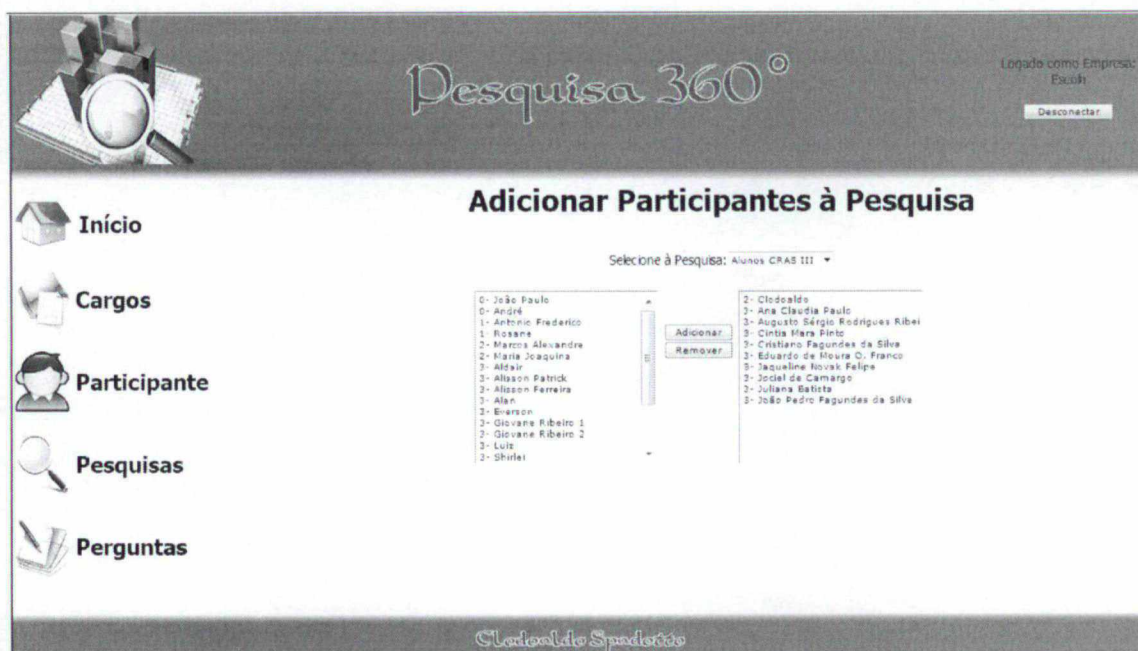 Pesquisa 360°
Logado como Empresa:
Desconectar
Início
Cargos
Participante
Pesquisas
Perguntas
Adicionar Participantes à Pesquisa
Selecione à Pesquisa: Alunos CRAS III
0- João Paulo
0- André
1- Antonio Frederico
1- Rosane
2- Marcos Alexandre
2- Maria Joaquina
3- Aldair
3- Alisson Patrick
3- Alisson Ferreira
3- Alan
3- Everson
3- Giovane Ribeiro 1
3- Giovane Ribeiro 2
3- Luiz
3- Shirlei
Adicionar
Remover
2- Clodoaldo
3- Ana Claudia Paulo
3- Augusto Sérgio Rodrigues Ribei
3- Cintia Mara Pinto
3- Cristiano Fagundes da Silva
3- Eduardo de Moura O. Franco
3- Jaqueline Novak Felipe
3- Jociel de Camargo
3- Juliana Batista
3- João Pedro Fagundes da Silva
Clodoaldo Spadotto